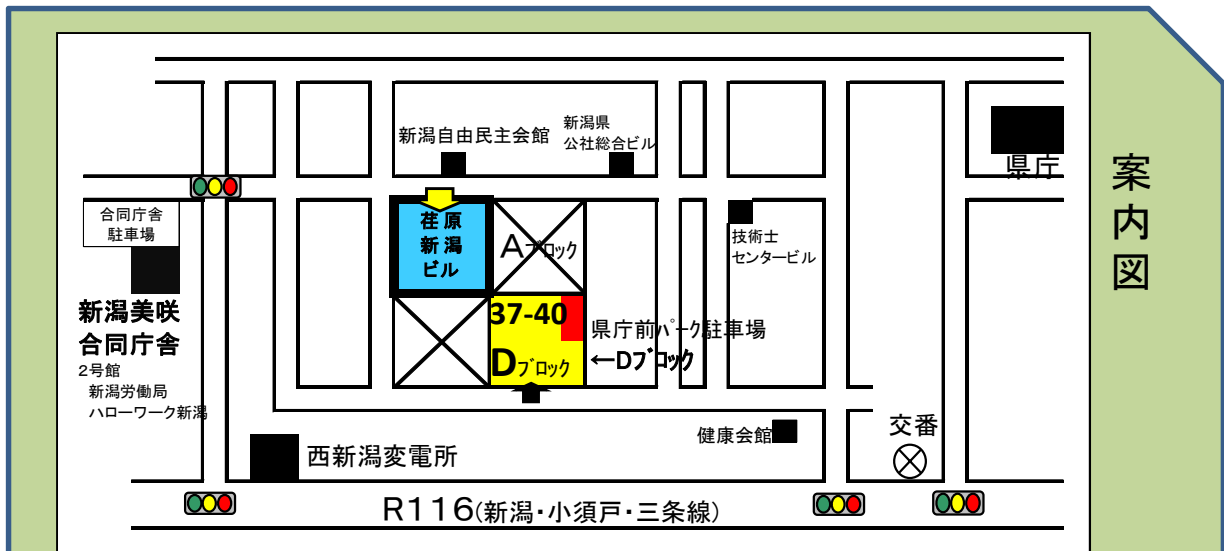 案内図
新潟自由民主会館
新潟県
公社総合ビル
県庁
合同庁舎
駐車場
荏原
新潟
ビル
Aブロック
技術士
センタービル
新潟美咲
合同庁舎
2号館
新潟労働局
ハローワーク新潟
37-40
Dブロック
県庁前パーク駐車場
←Dブロック
健康会館
交番
西新潟変電所
R116(新潟・小須戸・三条線)